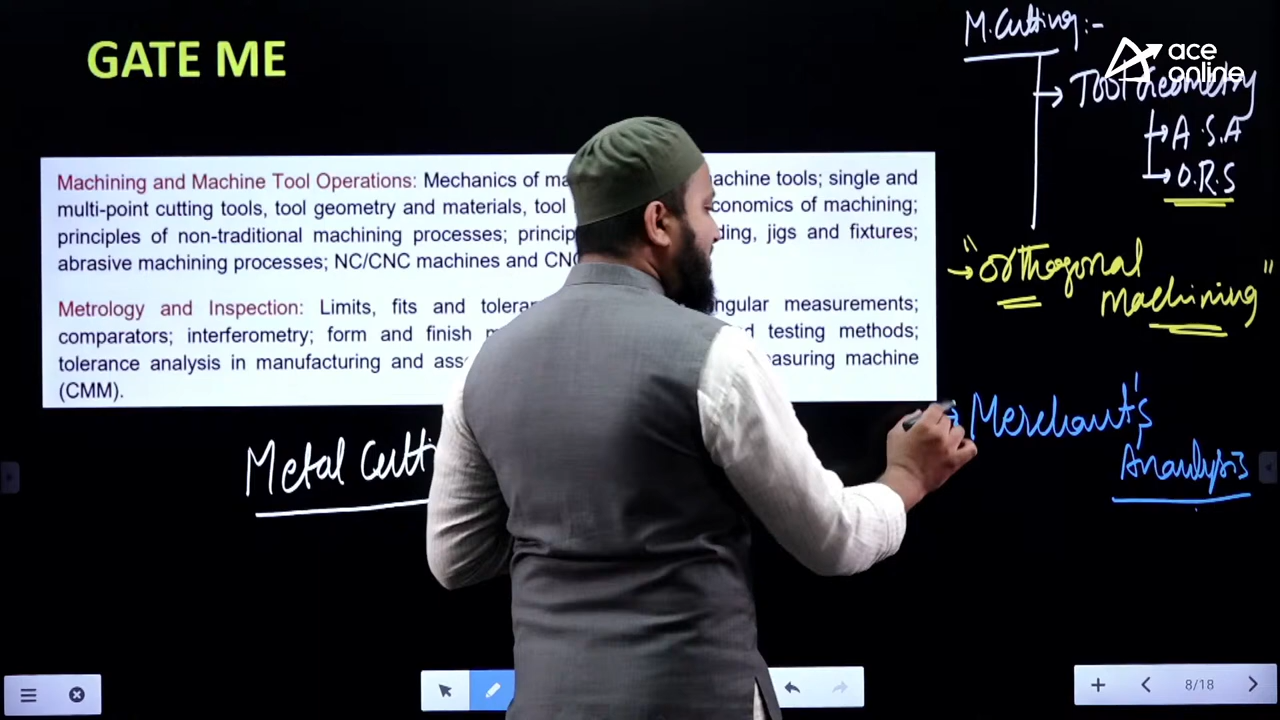 GATE ME
Machining and Machine Tool Operations: Mechanics of ma achine tools; single and
multi-point cutting tools, tool geometry and materials, tool conomics of machining;
principles of non-traditional machining processes; princip ding, jigs and fixtures;
abrasive machining processes; NC/CNC machines and CNC
Metrology and Inspection: Limits, fits and toleran ngular measurements;
comparators; interferometry; form and finish m d testing methods;
tolerance analysis in manufacturing and ass easuring machine
(CMM).
Metal Cutti
M. Cutting:-
ace
online
→ Tool Geometry
→ A.S.A
→ O.R.S
→ "Orthogonal
Machining"
→ Merchant's
Anaulysis
8/18